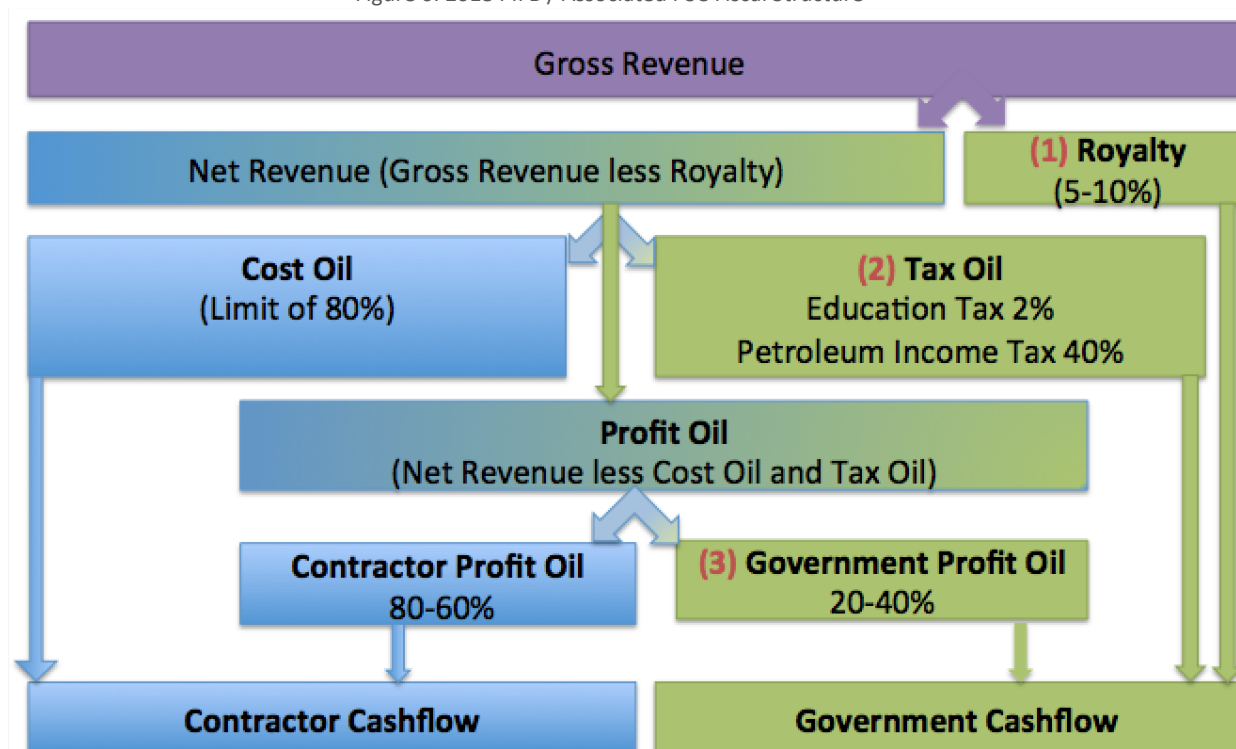 Gross Revenue
Net Revenue (Gross Revenue less Royalty)
(1) Royalty
(5-10%)
Cost Oil
(Limit of 80%)
(2) Tax Oil
Education Tax 2%
Petroleum Income Tax 40%
Profit Oil
(Net Revenue less Cost Oil and Tax Oil)
Contractor Profit Oil
80-60%
(3) Government Profit Oil
20-40%
Contractor Cashflow
Government Cashflow